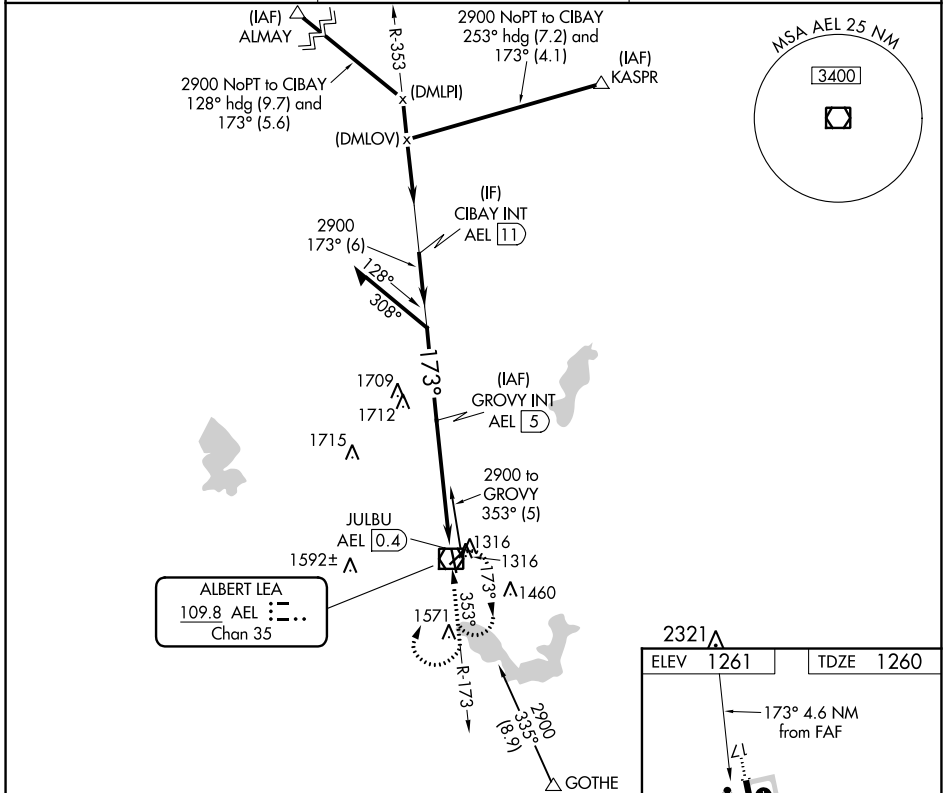 (IAF)
ALMAY
R-353
2900 NoPT to CIBAY
253° hdg (7.2) and
173° (4.1)
(IAF)
KASPR
MSA AEL 25 NM
3400
2900 NoPT to CIBAY
128° hdg (9.7) and
173° (5.6)
(DMLPI)
(DMLOV)
(IF)
CIBAY INT
AEL 11
2900
173° (6)
128°
308°
173°
1709
1712
1715
(IAF)
GROVY INT
AEL 5
2900 to
GROVY
353° (5)
JULBU
AEL 0.4
1316
1316
1592±
1460
ALBERT LEA
109.8 AEL
Chan 35
173°
353°
1571
R-173
2900
335°
(8.9)
GOTHE
2321
ELEV 1261
TDZE 1260
173° 4.6 NM
from FAF
17